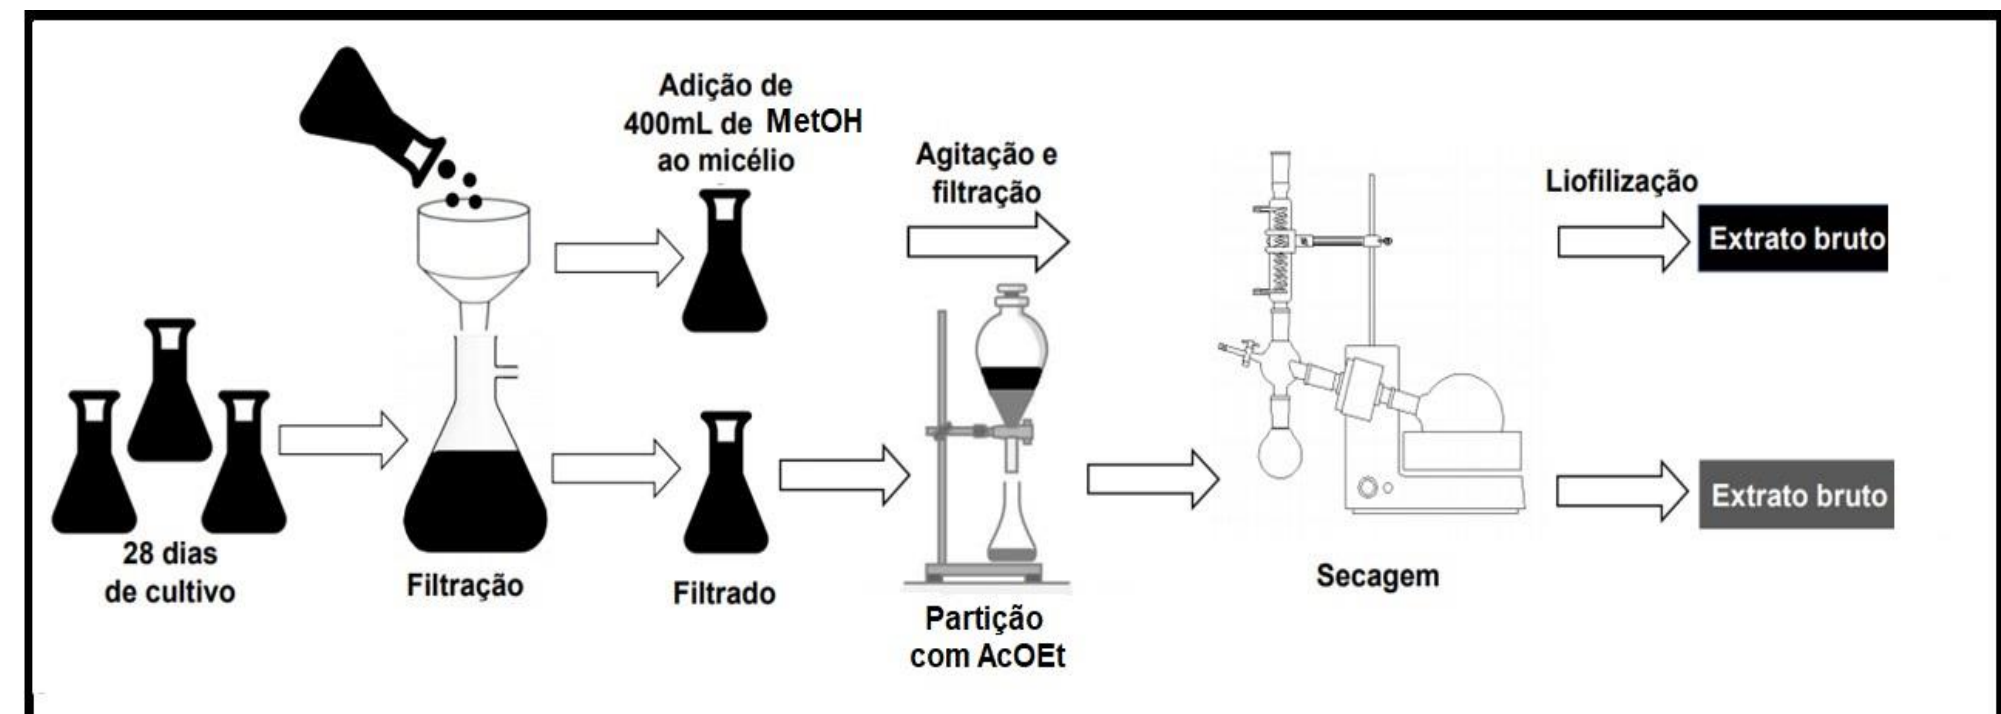 Adição de
400mL de MetOH
ao micélio
Agitação e
filtração
Liofilização
Extrato bruto
28 dias
de cultivo
Filtração
Filtrado
Partição
com AcOEt
Secagem
Extrato bruto